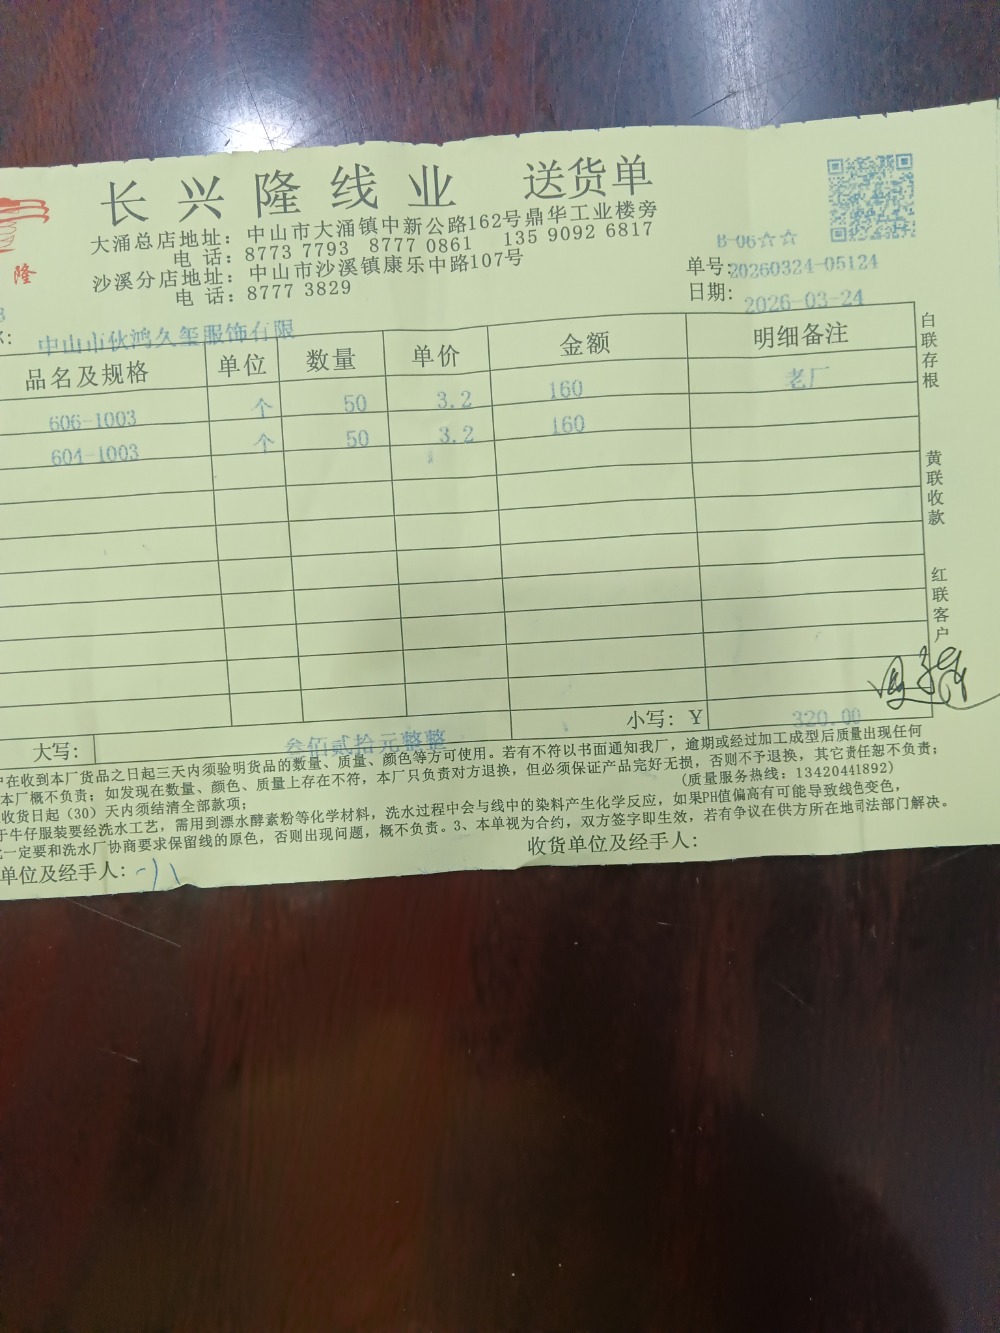 长兴隆线业 送货单
隆
大涌总店地址：中山市大涌镇中新公路162号鼎华工业楼旁
电 话：8773 7793 8777 0861 135 9092 6817
沙溪分店地址：中山市沙溪镇康乐中路107号
电 话：8777 3829
B-06☆☆
单号：20260324-05124
日期：2026-03-24
中山市伙鸿久玺服饰有限
品名及规格 单位 数量 单价 金额 明细备注
606-1003 个 50 3.2 160 老厂
604-1003 个 50 3.2 160
白联存根
黄联收款
红联客户
大写： 叁佰贰拾元整整 小写：¥ 320.00
在收到本厂货品之日起三天内须验明货品的数量、质量、颜色等方可使用。若有不符以书面通知我厂，逾期或经过加工成型后质量出现任何
本厂概不负责；如发现在数量、颜色、质量上存在不符，本厂只负责对方退换，但必须保证产品完好无损，否则不予退换，其它责任恕不负责；
收货日起（30）天内须结清全部款项； (质量服务热线：13420441892)
于牛仔服装要经洗水工艺，需用到漂水酵素粉等化学材料，洗水过程中会与线中的染料产生化学反应，如果PH值偏高有可能导致线色变色，
一定要和洗水厂协商要求保留线的原色，否则出现问题，概不负责。3、本单视为合约，双方签字即生效，若有争议在供方所在地司法部门解决。
单位及经手人： 收货单位及经手人：